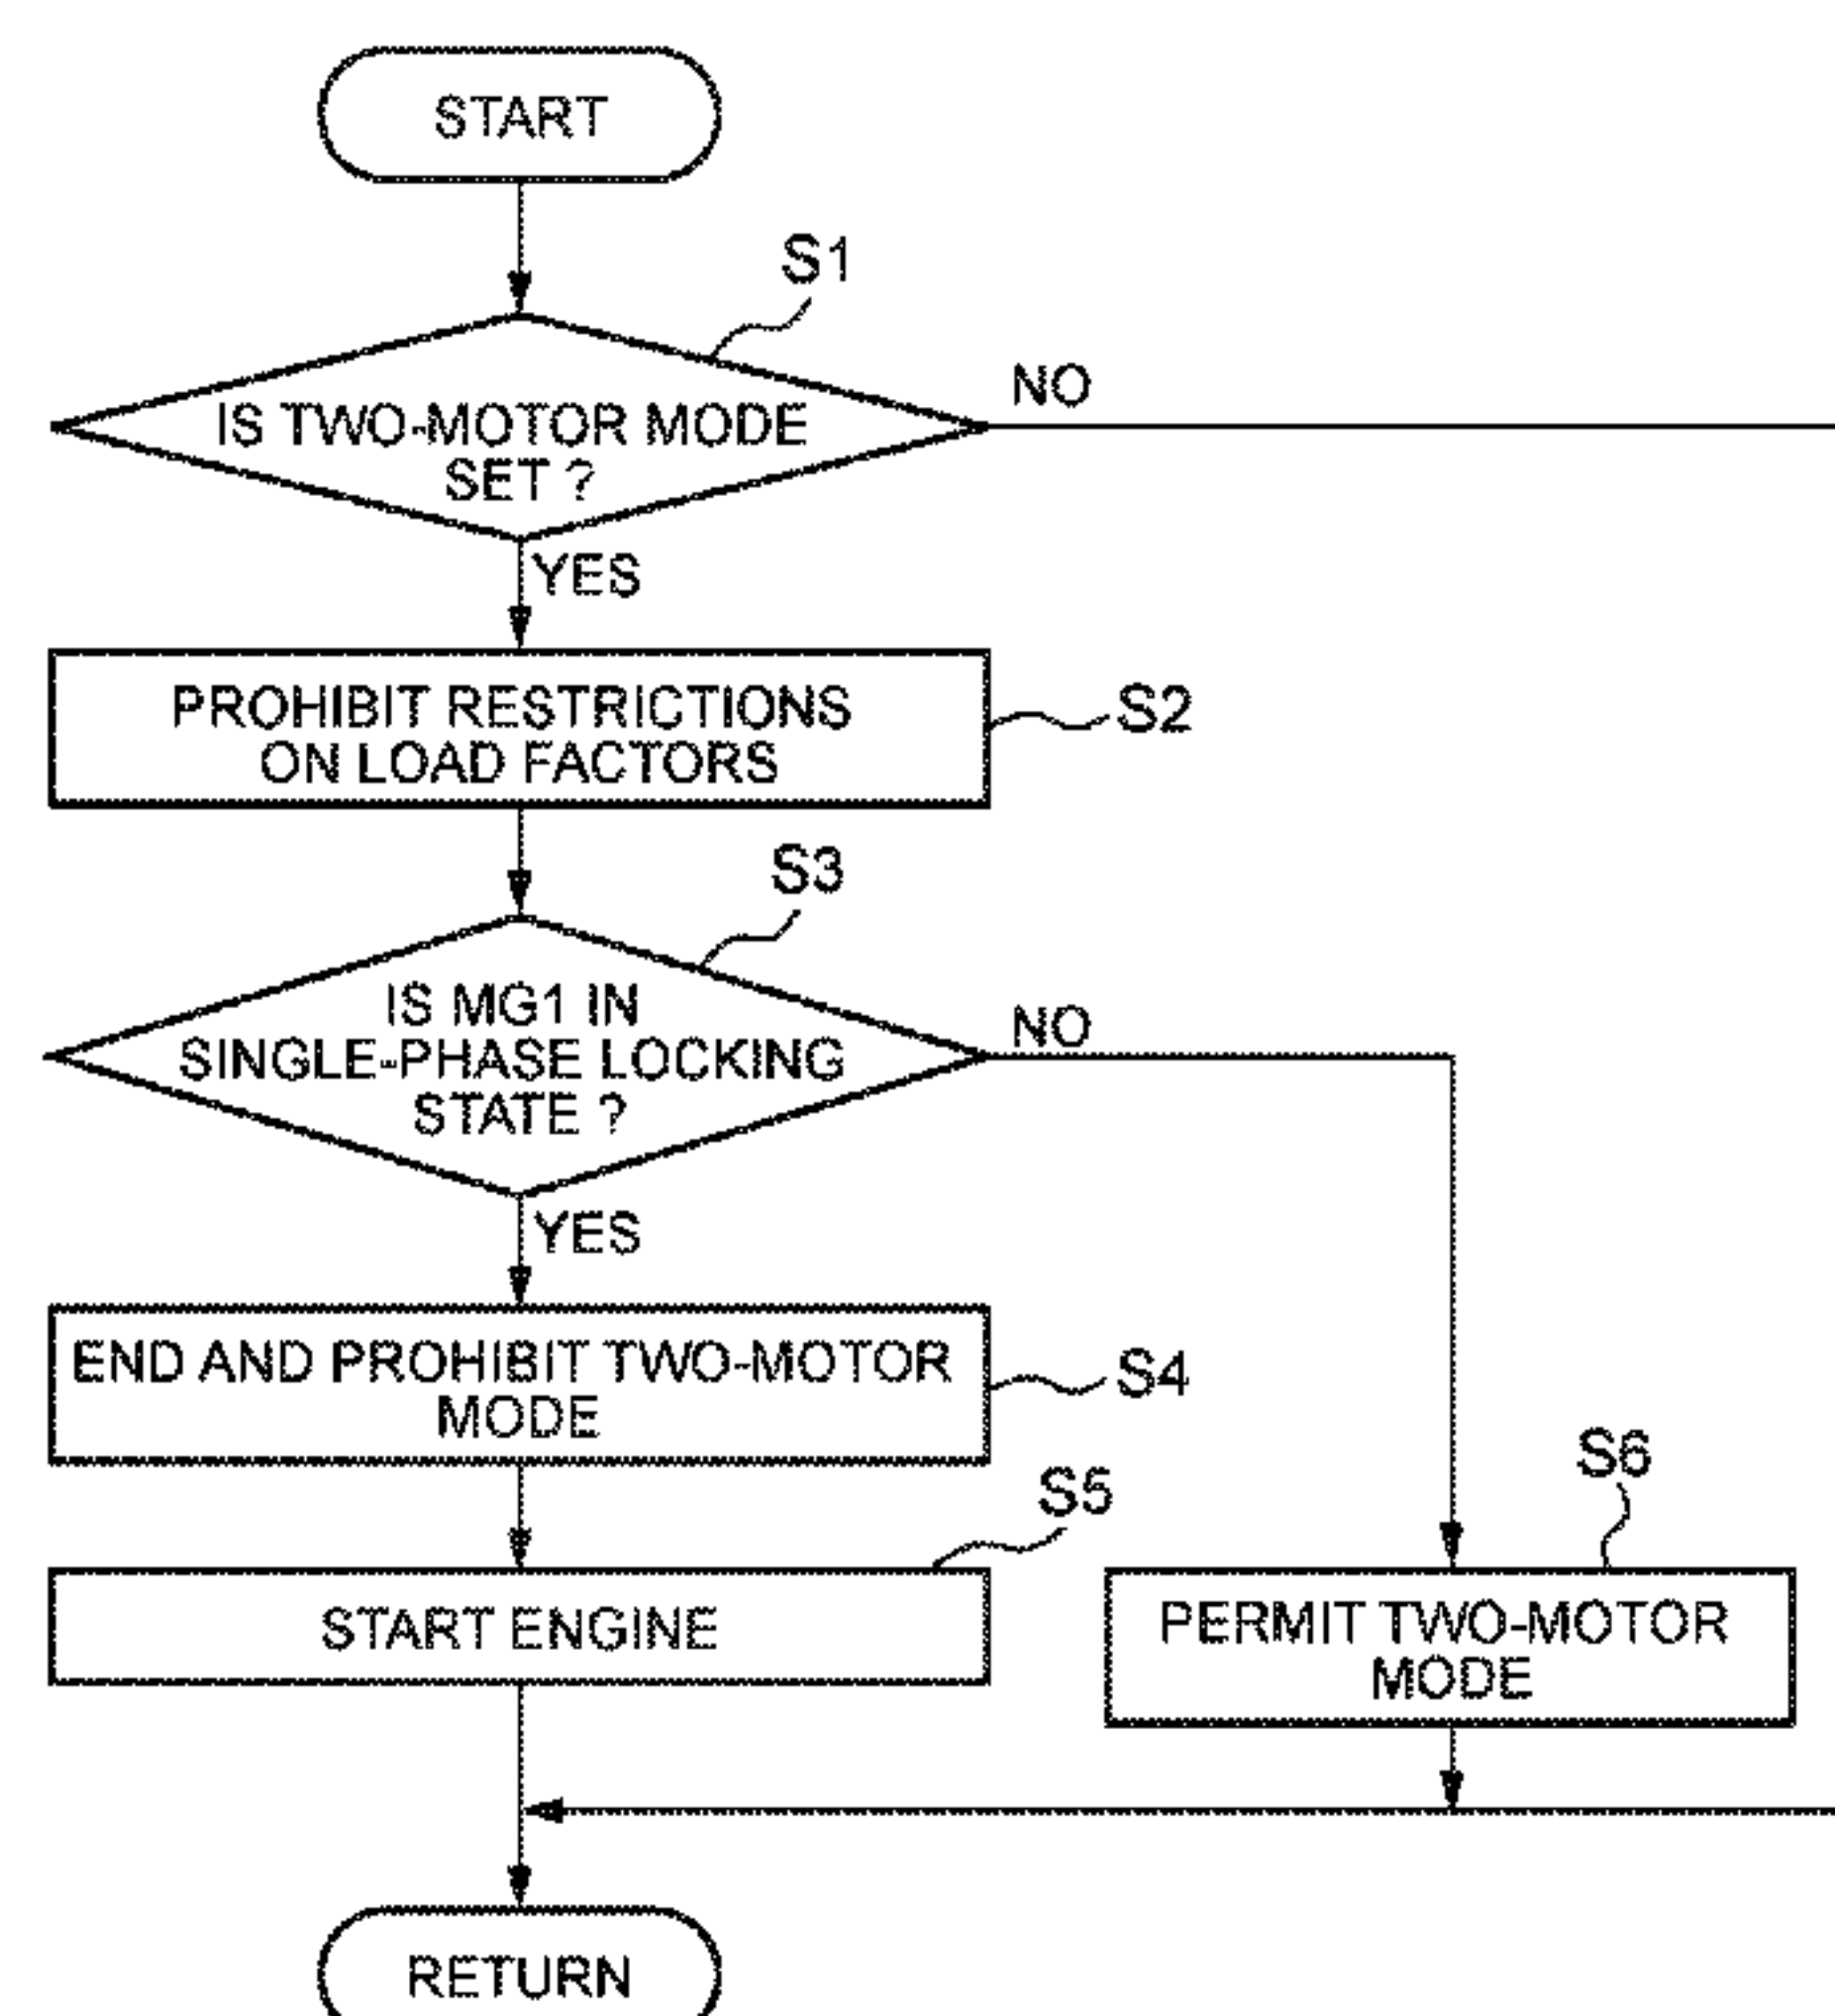 START
S1
IS TWO-MOTOR MODE
SET ?
NO
YES
PROHIBIT RESTRICTIONS
ON LOAD FACTORS
S2
S3
IS MG1 IN
SINGLE-PHASE LOCKING
STATE ?
NO
YES
END AND PROHIBIT TWO-MOTOR
MODE
S4
S5
START ENGINE
S6
PERMIT TWO-MOTOR
MODE
RETURN